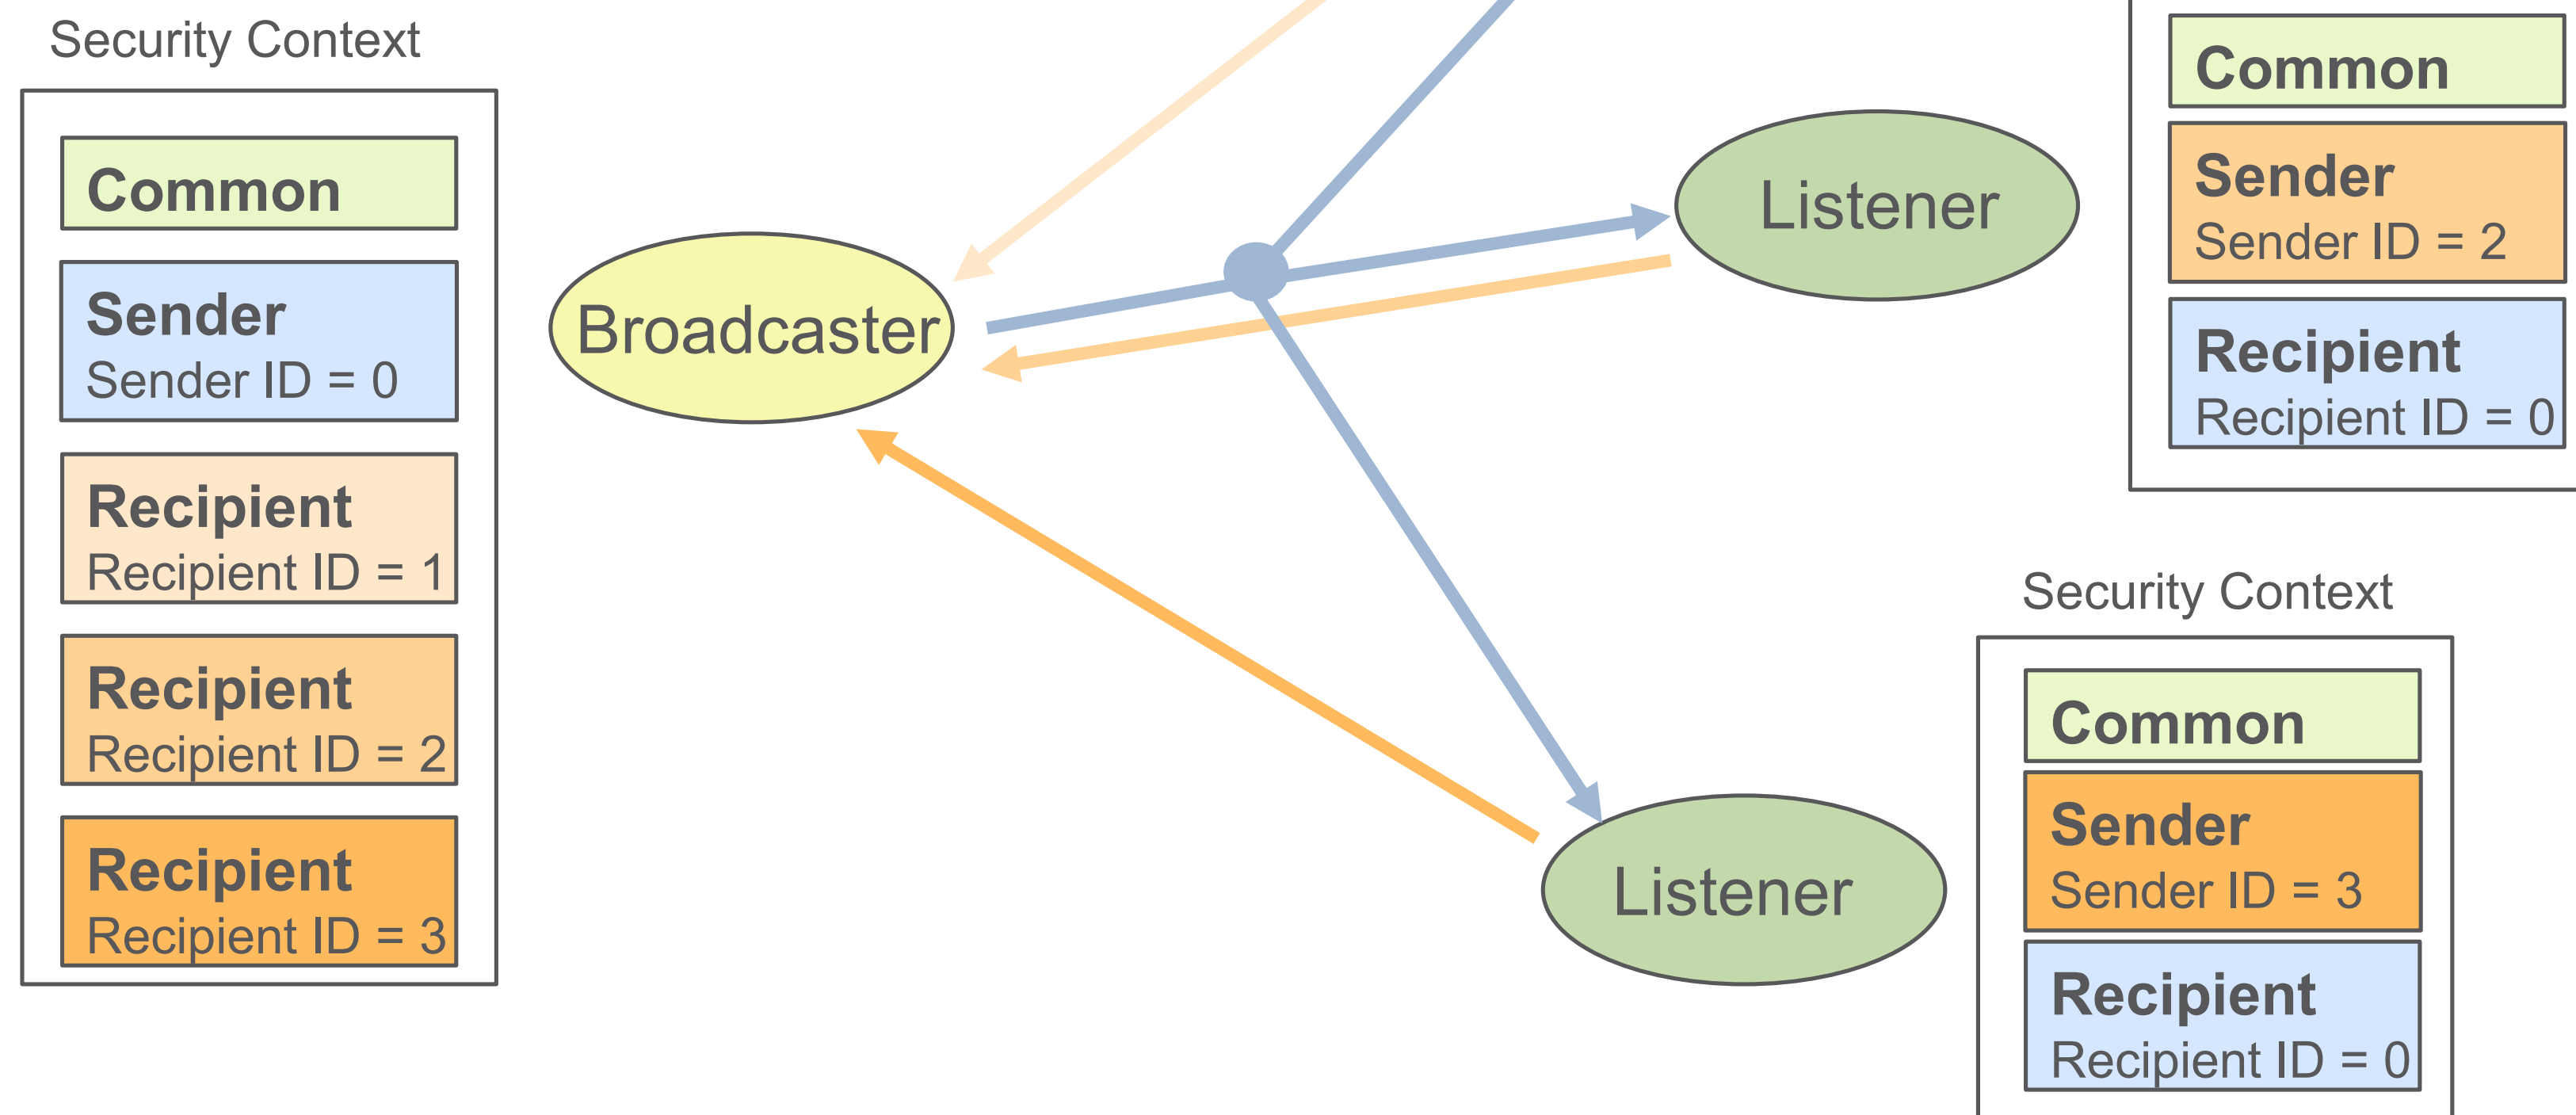 Security Context
Common
Sender
Sender ID = 0
Recipient
Recipient ID = 1
Recipient
Recipient ID = 2
Recipient
Recipient ID = 3
Broadcaster
Listener
Listener
Common
Sender
Sender ID = 2
Recipient
Recipient ID = 0
Security Context
Common
Sender
Sender ID = 3
Recipient
Recipient ID = 0